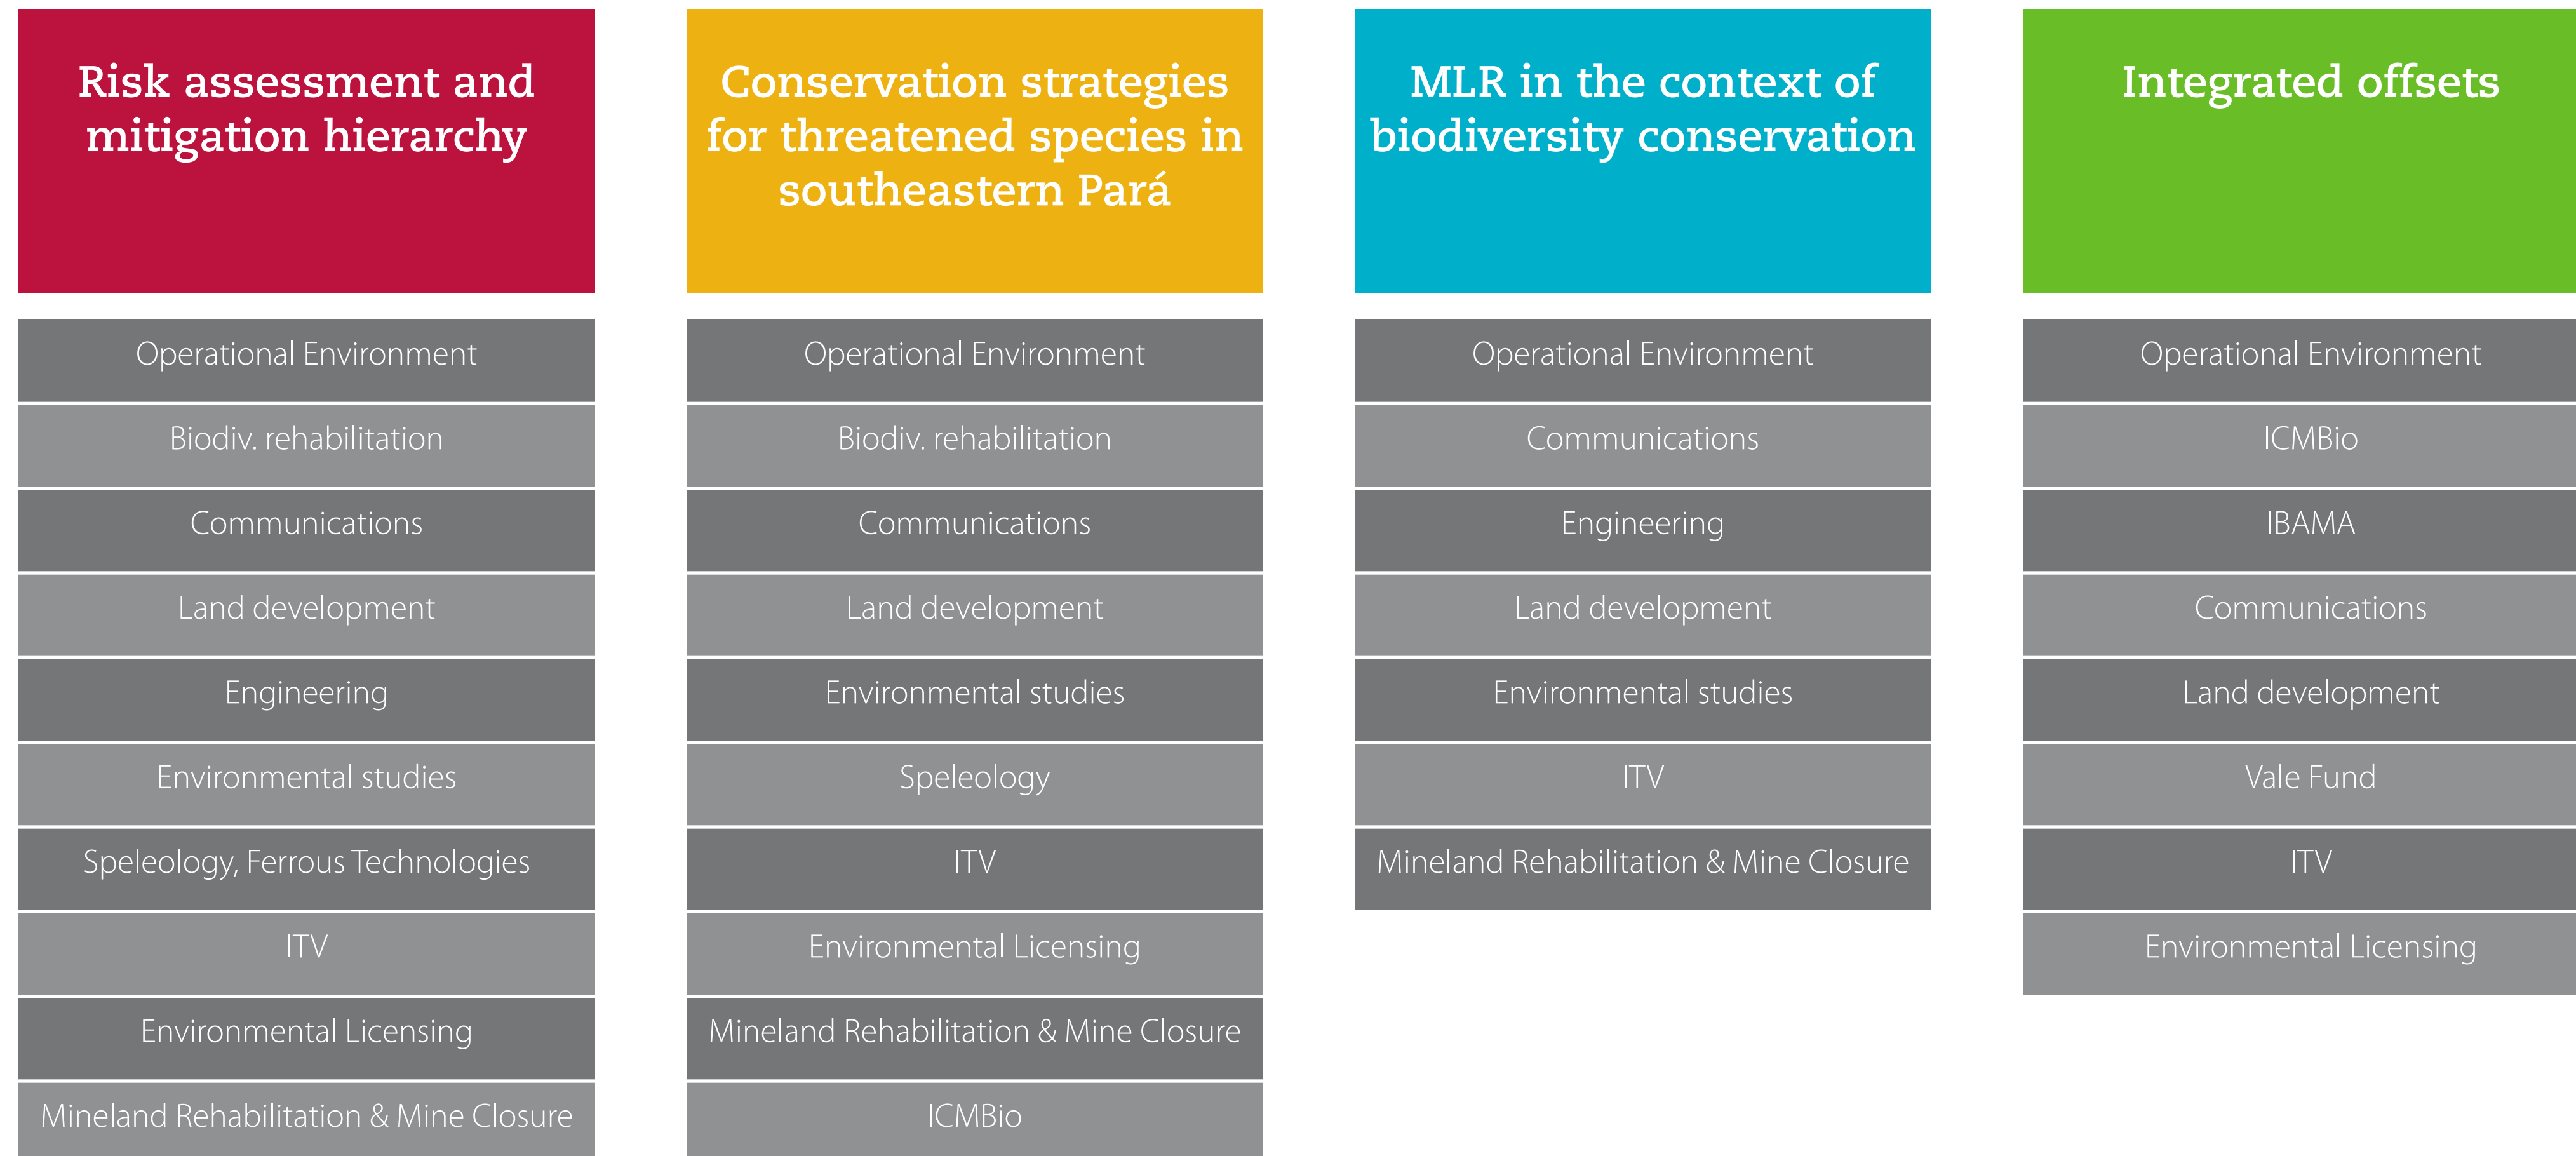 Risk assessment and
mitigation hierarchy
Operational Environment
Biodiv. rehabilitation
Communications
Land development
Engineering
Environmental studies
Speleology, Ferrous Technologies
ITV
Environmental Licensing
Mineland Rehabilitation & Mine Closure
Conservation strategies
for threatened species in
southeastern Pará
Operational Environment
Biodiv. rehabilitation
Communications
Land development
Environmental studies
Speleology
ITV
Environmental Licensing
Mineland Rehabilitation & Mine Closure
ICMBio
MLR in the context of
biodiversity conservation
Operational Environment
Communications
Engineering
Land development
Environmental studies
ITV
Mineland Rehabilitation & Mine Closure
Integrated offsets
Operational Environment
ICMBio
IBAMA
Communications
Land development
Vale Fund
ITV
Environmental Licensing